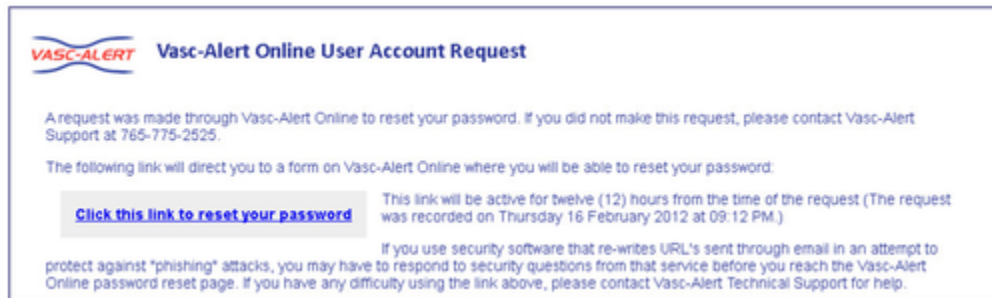 VASC-ALERT
Vasc-Alert Online User Account Request
A request was made through Vasc-Alert Online to reset your password. If you did not make this request, please contact Vasc-Alert
Support at 765-775-2525.
The following link will direct you to a form on Vasc-Alert Online where you will be able to reset your password:
Click this link to reset your password
This link will be active for twelve (12) hours from the time of the request (The request
was recorded on Thursday 16 February 2012 at 09:12 PM.)
If you use security software that re-writes URL's sent through email in an attempt to
protect against "phishing" attacks, you may have to respond to security questions from that service before you reach the Vasc-Alert
Online password reset page. If you have any difficulty using the link above, please contact Vasc-Alert Technical Support for help.